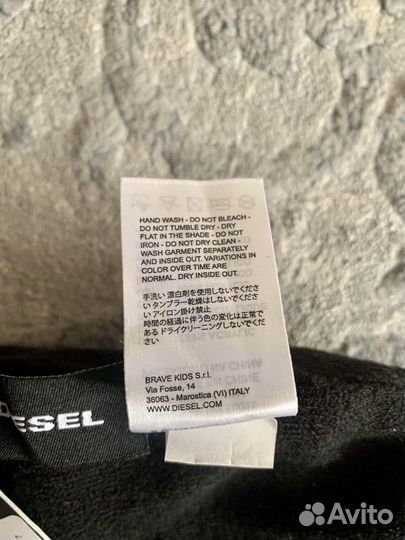 HAND WASH - DO NOT BLEACH -
DO NOT TUMBLE DRY - DRY
FLAT IN THE SHADE - DO NOT
IRON - DO NOT DRY CLEAN -
WASH GARMENT SEPARATELY
AND INSIDE OUT. VARIATIONS IN
COLOR OVER TIME ARE
NORMAL. DRY INSIDE OUT.
手洗い 漂白剤を使用しないでくださ
い タンブラー乾燥はしないでくださ
い アイロン掛け禁止
時間の経過に伴う色の変化は正常で
ある ドライクリーニングしないでくだ
さい
BRAVE KIDS S.r.l.
Via Fosse, 14
36063 - Marostica (VI) ITALY
WWW.DIESEL.COM
ESEL
Avito